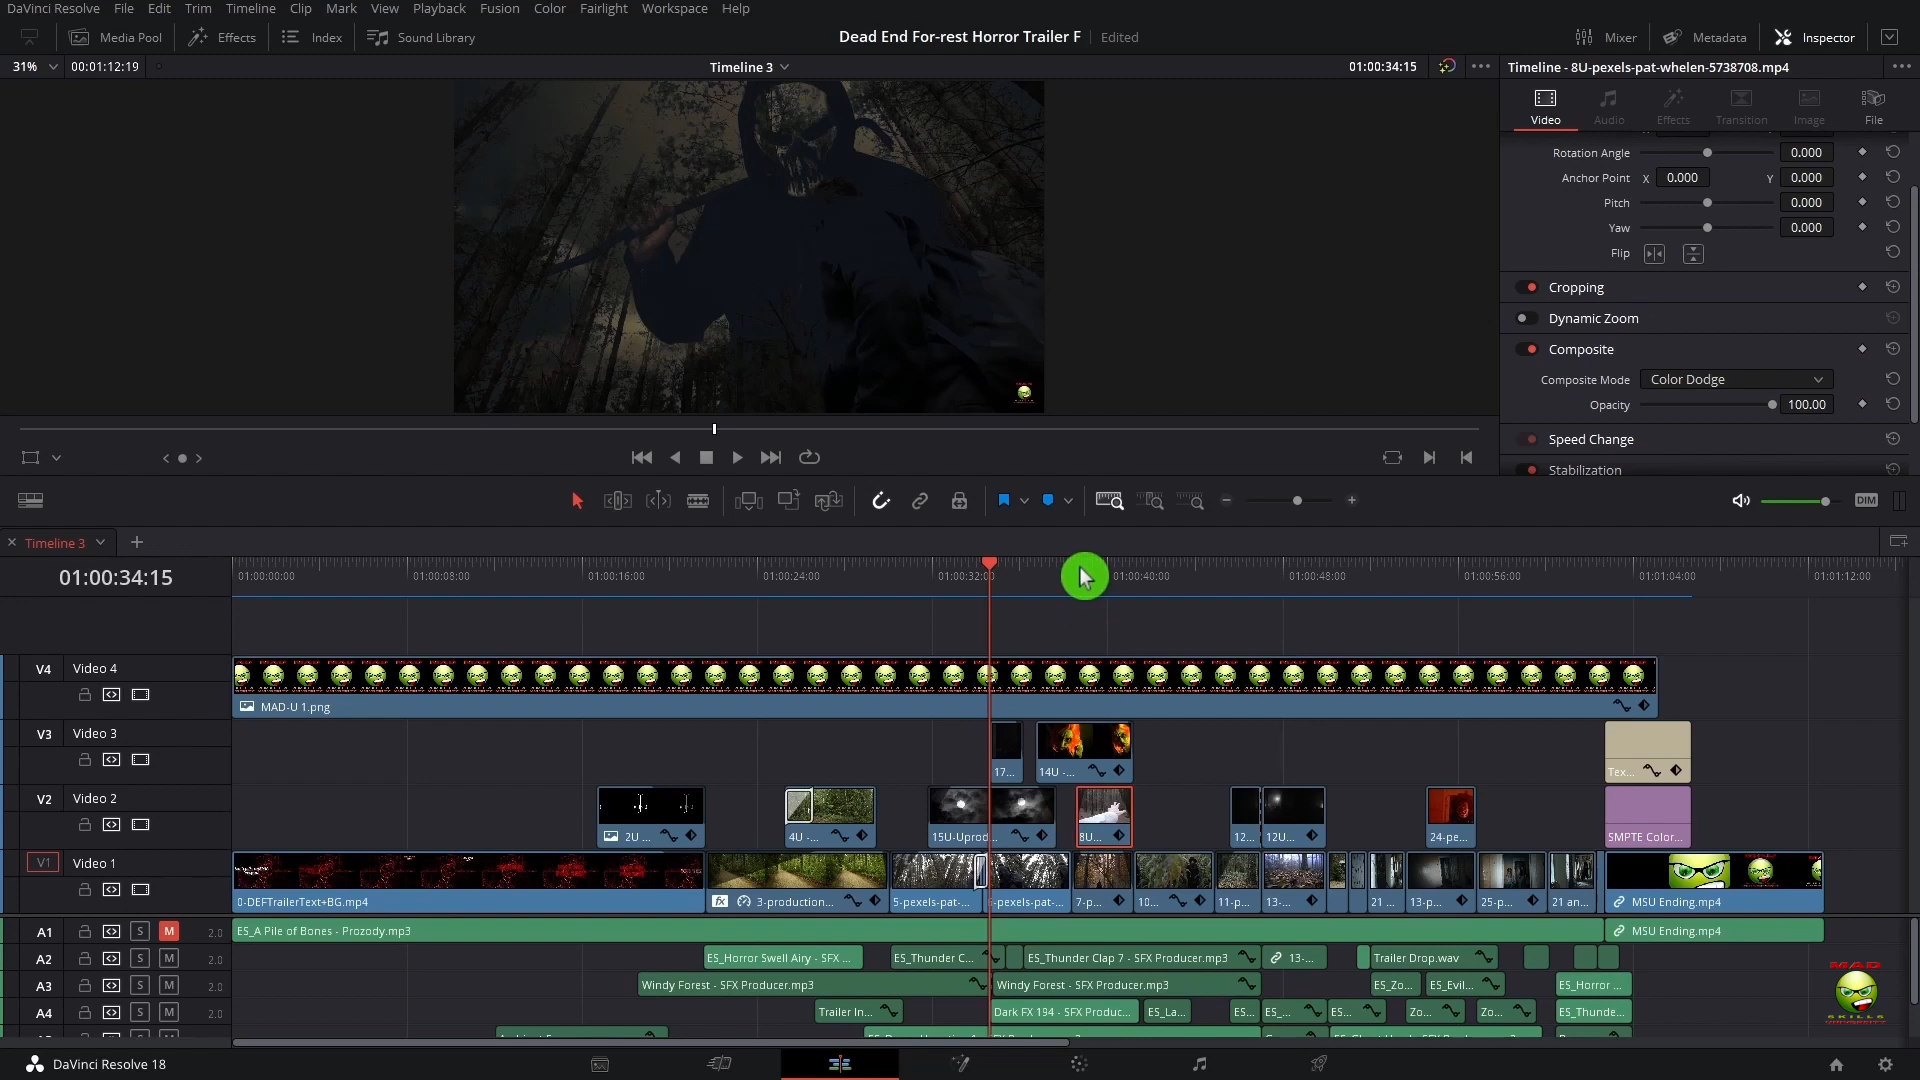 DaVinci Resolve File Edit Trim Timeline Clip Mark View Playback Fusion Color Fairlight Workspace Help
Media Pool Effects Index Sound Library Dead End For-rest Horror Trailer F Edited Mixer Metadata Inspector
31% 00:01:12:19 Timeline 3 01:00:34:15 Timeline - 8U-pexels-pat-whelen-5738708.mp4
Video Audio Effects Transition Image File
Rotation Angle 0.000
Anchor Point X 0.000 Y 0.000
Pitch 0.000
Yaw 0.000
Flip
Cropping
Dynamic Zoom
Composite
Composite Mode Color Dodge
Opacity 100.00
Speed Change
Stabilization
DIM
Timeline 3
01:00:34:15 01:00:00:00 01:00:08:00 01:00:16:00 01:00:24:00 01:00:32:00 01:00:40:00 01:00:48:00 01:00:56:00 01:01:04:00 01:01:12:00
V4 Video 4
MAD-U 1.png
V3 Video 3
17... 14U -... Tex...
V2 Video 2
2U ... 4U -... 15U-Uprod... 8U... 12... 12U... 24-pe... SMPTE Color...
V1 Video 1
0-DEFTrailerText+BG.mp4 fx 3-production... 5-pexels-pat-... -pexels-pat-... 7-p... 10... 11-p... 13-... 21 ... 13-p... 25-p... 21 an... MSU Ending.mp4
A1 S M 2.0 ES_A Pile of Bones - Prozody.mp3 MSU Ending.mp4
A2 S M 2.0 ES_Horror Swell Airy - SFX ... ES_Thunder C... ES_Thunder Clap 7 - SFX Producer.mp3 13-... Trailer Drop.wav
A3 S M 2.0 Windy Forest - SFX Producer.mp3 Windy Forest - SFX Producer.mp3 ES_Zo... ES_Evil... ES_Horror ...
A4 S M 2.0 Trailer In... Dark FX 194 - SFX Produc... ES_La... ES... ES_... ES... Zo... Zo... ES_Thunde...
MAD
SKILLS
UNIVERSITY
DaVinci Resolve 18